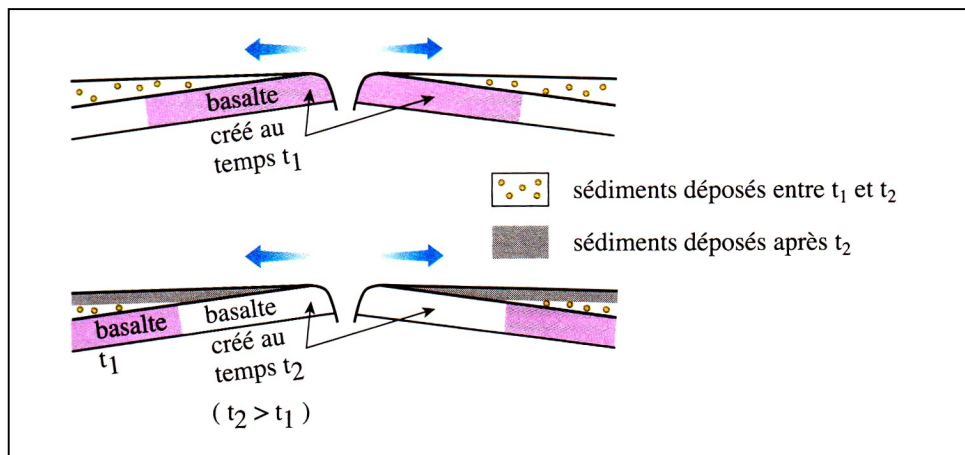 basalte
créé au
temps t₁
sédiments déposés entre t₁ et t₂
sédiments déposés après t₂
basalte
t₁
basalte
créé au
temps t₂
( t₂ > t₁ )